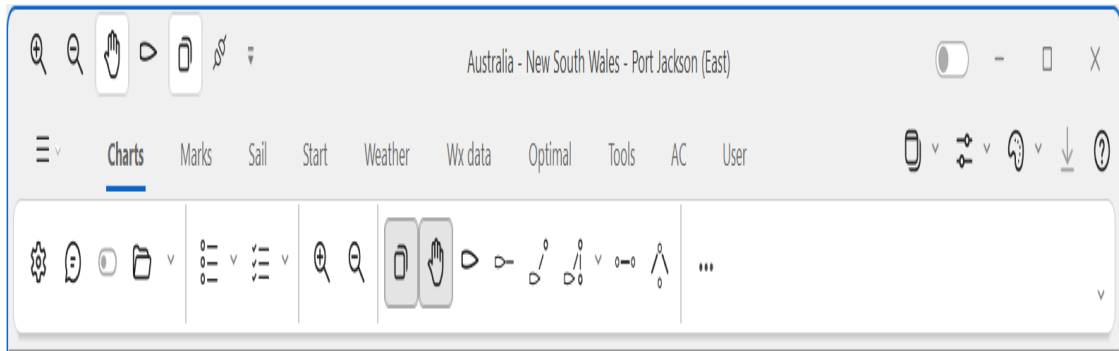 Australia - New South Wales - Port Jackson (East)
Charts Marks Sail Start Weather Wx data Optimal Tools AC User